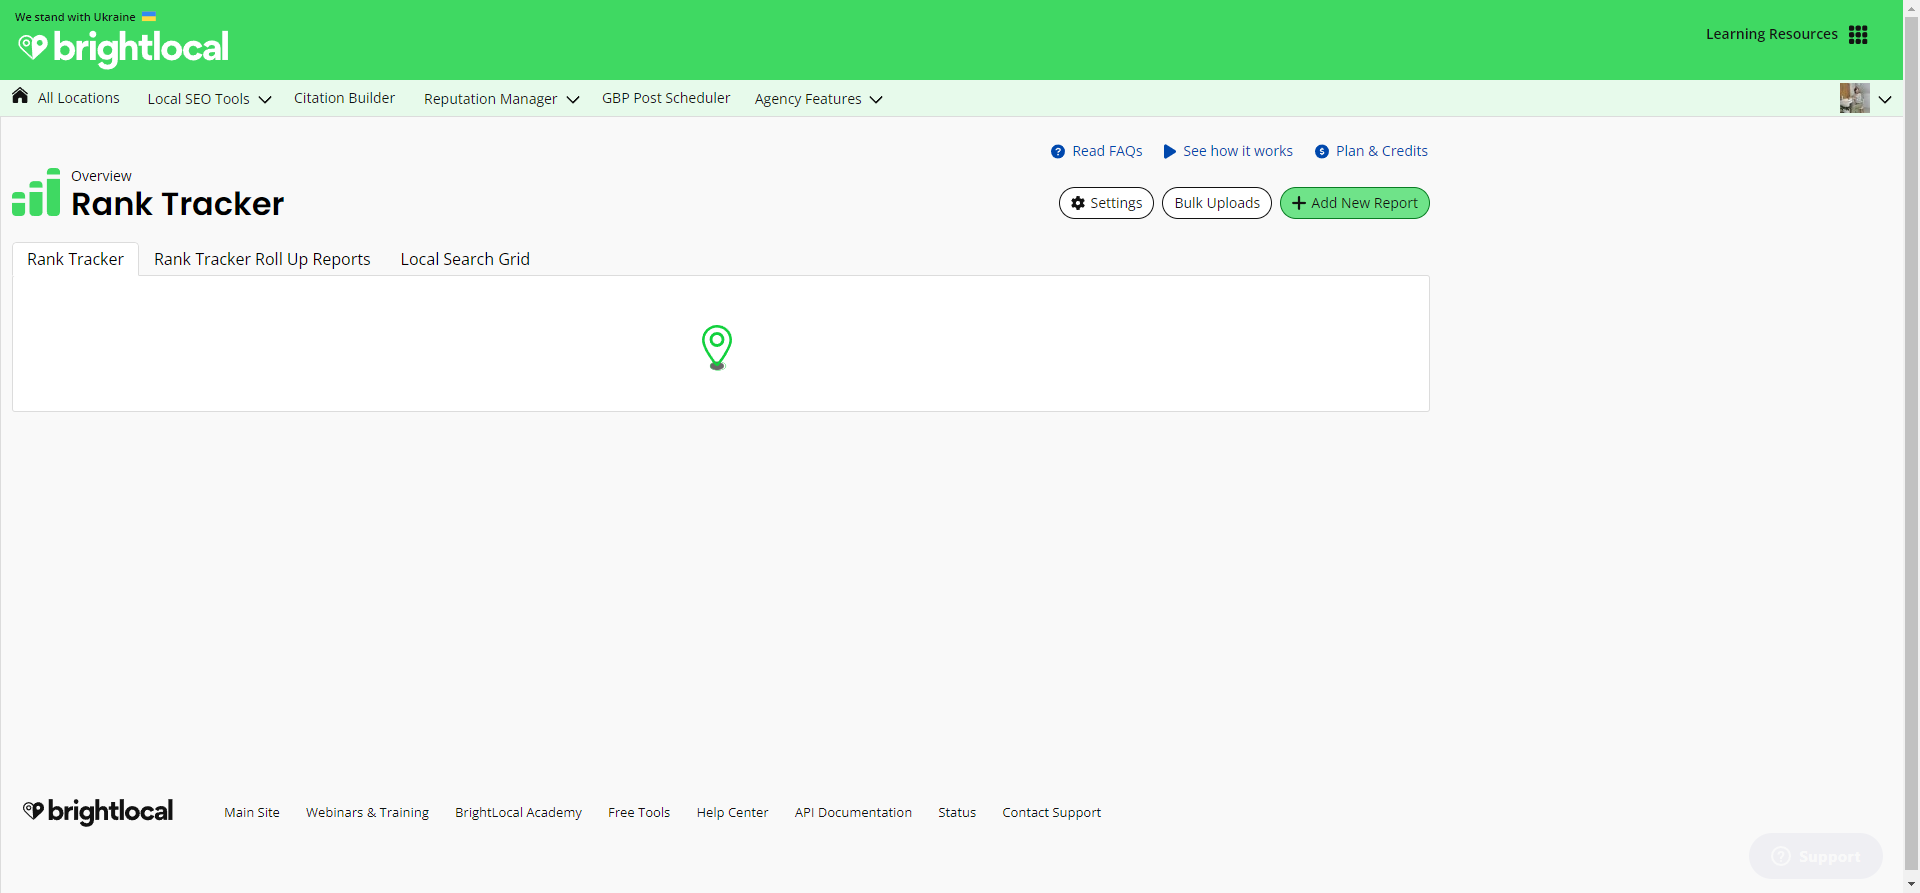 We stand with Ukraine
brightlocal
Learning Resources
All Locations
Local SEO Tools
Citation Builder
Reputation Manager
GBP Post Scheduler
Agency Features
Read FAQs
See how it works
Plan & Credits
Overview
Rank Tracker
Settings
Bulk Uploads
Add New Report
Rank Tracker
Rank Tracker Roll Up Reports
Local Search Grid
brightlocal
Main Site
Webinars & Training
BrightLocal Academy
Free Tools
Help Center
API Documentation
Status
Contact Support
Support